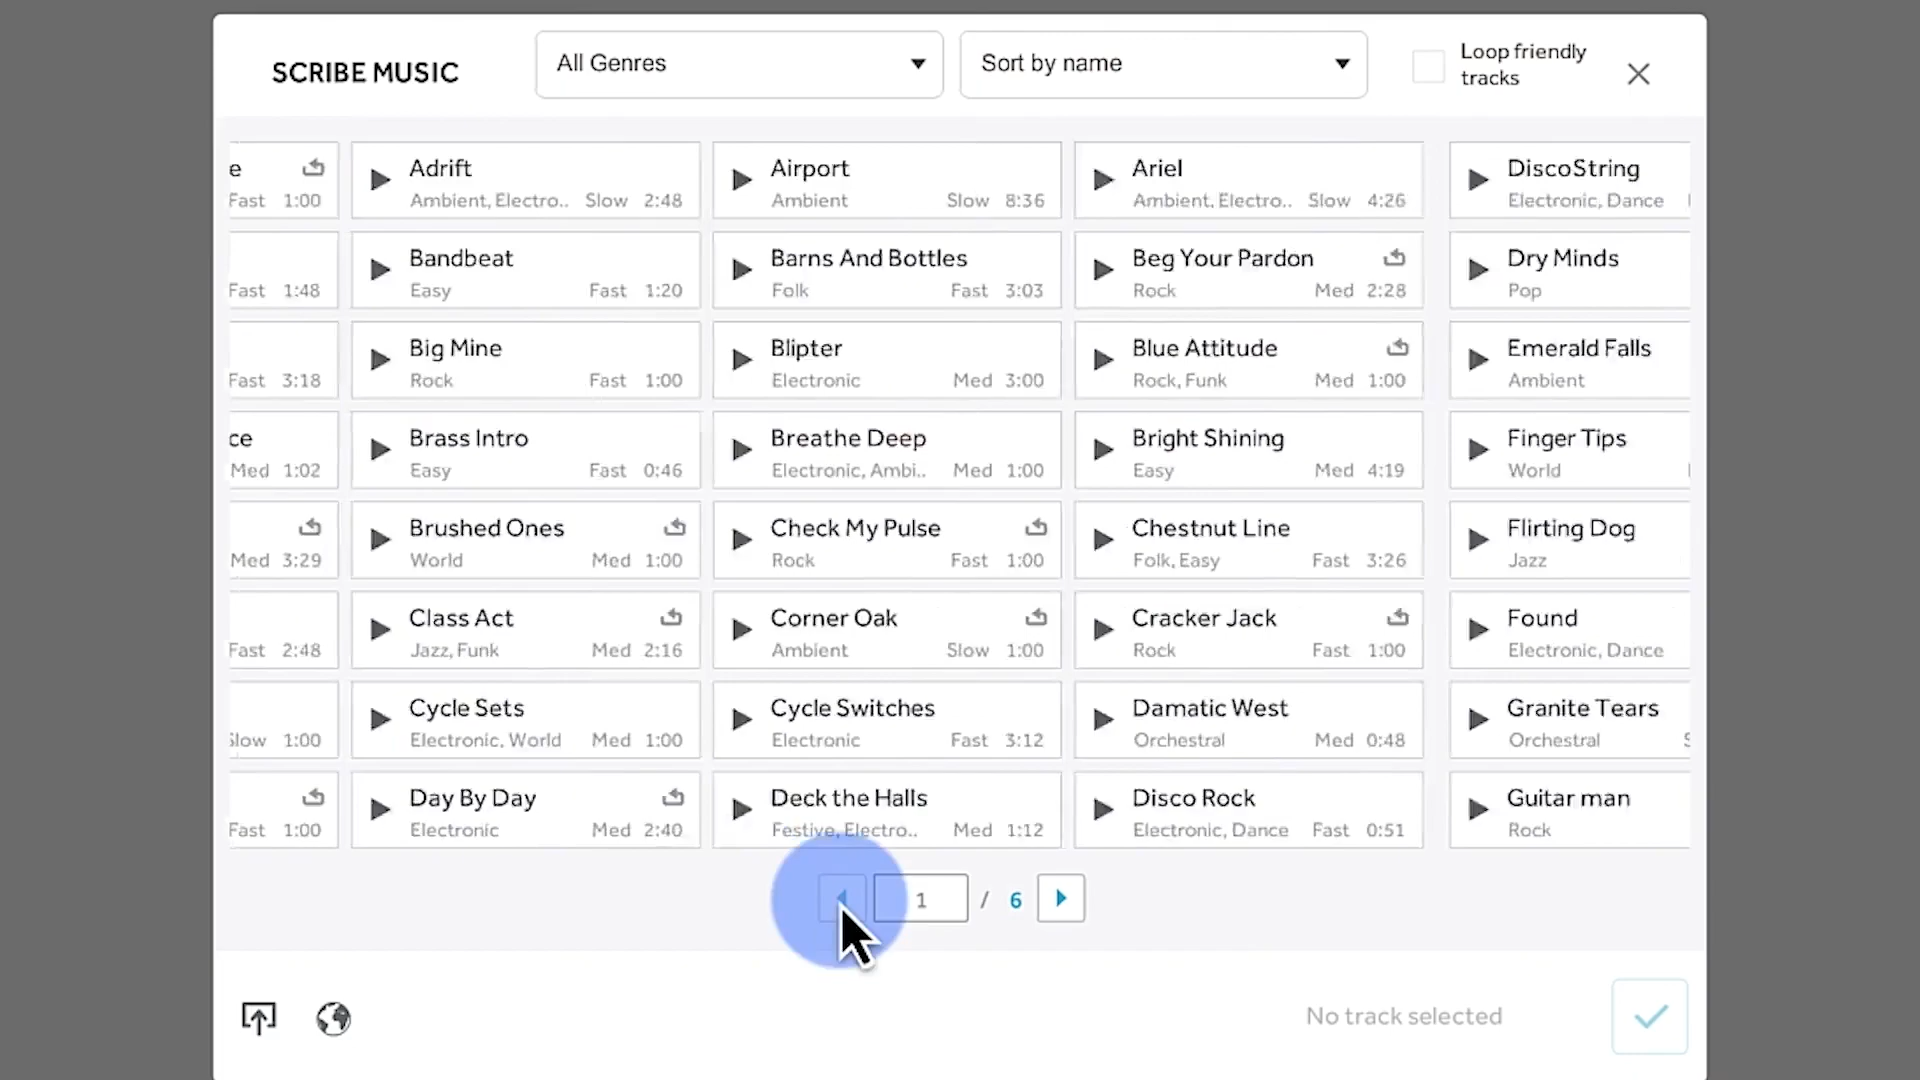 SCRIBE MUSIC
All Genres
Sort by name
Loop friendly
tracks
e
Fast 1:00
Adrift
Ambient, Electro.. Slow 2:48
Airport
Ambient Slow 8:36
Ariel
Ambient, Electro.. Slow 4:26
DiscoString
Electronic, Dance
Fast 1:48
Bandbeat
Easy Fast 1:20
Barns And Bottles
Folk Fast 3:03
Beg Your Pardon
Rock Med 2:28
Dry Minds
Pop
Fast 3:18
Big Mine
Rock Fast 1:00
Blipter
Electronic Med 3:00
Blue Attitude
Rock, Funk Med 1:00
Emerald Falls
Ambient
ce
Med 1:02
Brass Intro
Easy Fast 0:46
Breathe Deep
Electronic, Ambi.. Med 1:00
Bright Shining
Easy Med 4:19
Finger Tips
World
Med 3:29
Brushed Ones
World Med 1:00
Check My Pulse
Rock Fast 1:00
Chestnut Line
Folk, Easy Fast 3:26
Flirting Dog
Jazz
Fast 2:48
Class Act
Jazz, Funk Med 2:16
Corner Oak
Ambient Slow 1:00
Cracker Jack
Rock Fast 1:00
Found
Electronic, Dance
Slow 1:00
Cycle Sets
Electronic, World Med 1:00
Cycle Switches
Electronic Fast 3:12
Damatic West
Orchestral Med 0:48
Granite Tears
Orchestral
Fast 1:00
Day By Day
Electronic Med 2:40
Deck the Halls
Festive, Electro.. Med 1:12
Disco Rock
Electronic, Dance Fast 0:51
Guitar man
Rock
1 / 6
No track selected